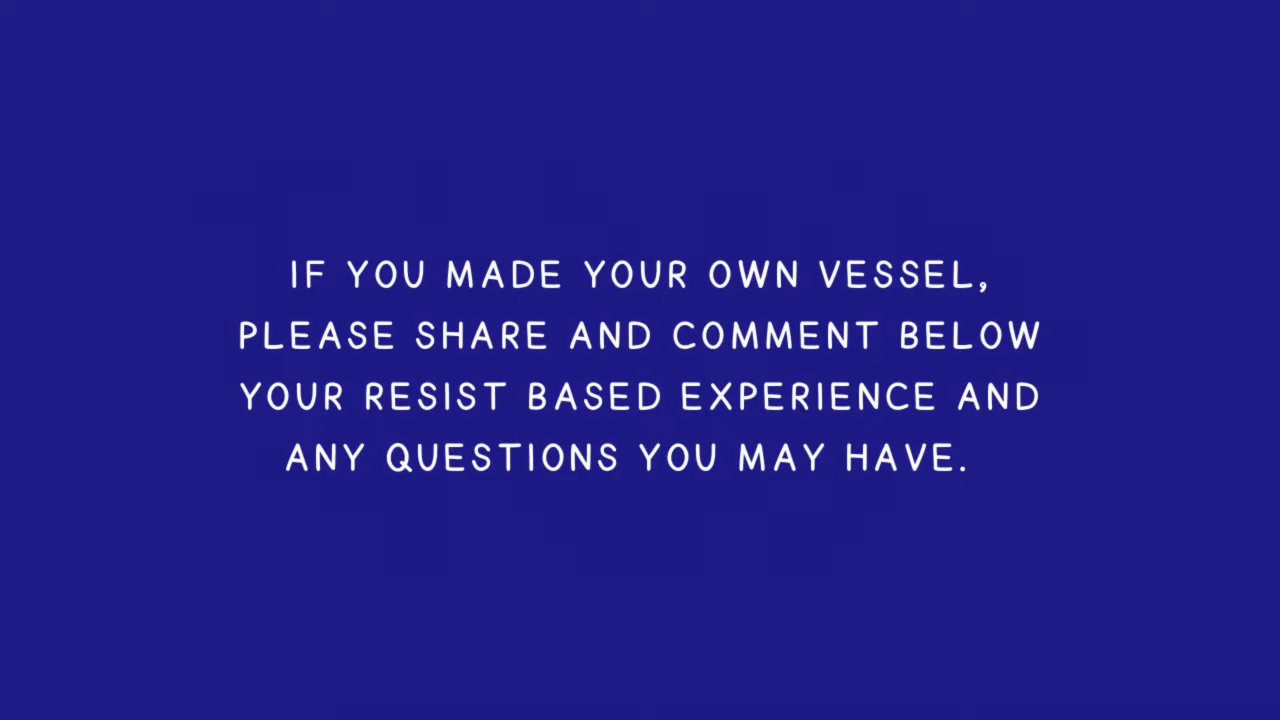 IF YOU MADE YOUR OWN VESSEL,
PLEASE SHARE AND COMMENT BELOW
YOUR RESIST BASED EXPERIENCE AND
ANY QUESTIONS YOU MAY HAVE.